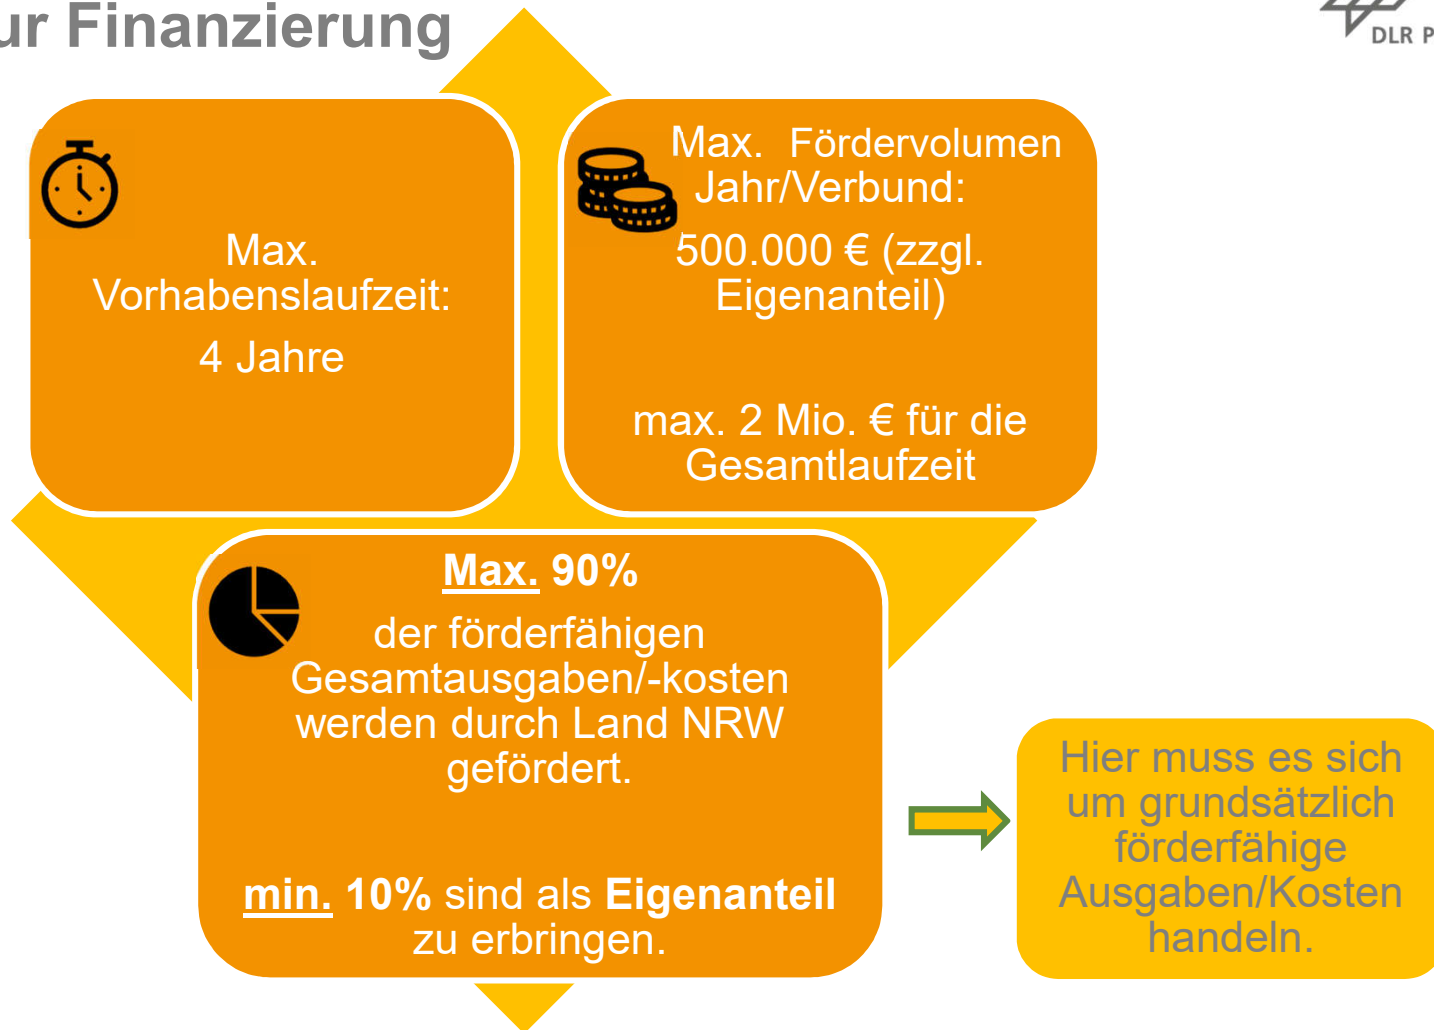 ur Finanzierung
DLR P
Max.
Vorhabenslaufzeit:
4 Jahre
Max. Fördervolumen
Jahr/Verbund:
500.000 € (zzgl.
Eigenanteil)
max. 2 Mio. € für die
Gesamtlaufzeit
Max. 90%
der förderfähigen
Gesamtausgaben/-kosten
werden durch Land NRW
gefördert.
min. 10% sind als Eigenanteil
zu erbringen.
Hier muss es sich
um grundsätzlich
förderfähige
Ausgaben/Kosten
handeln.